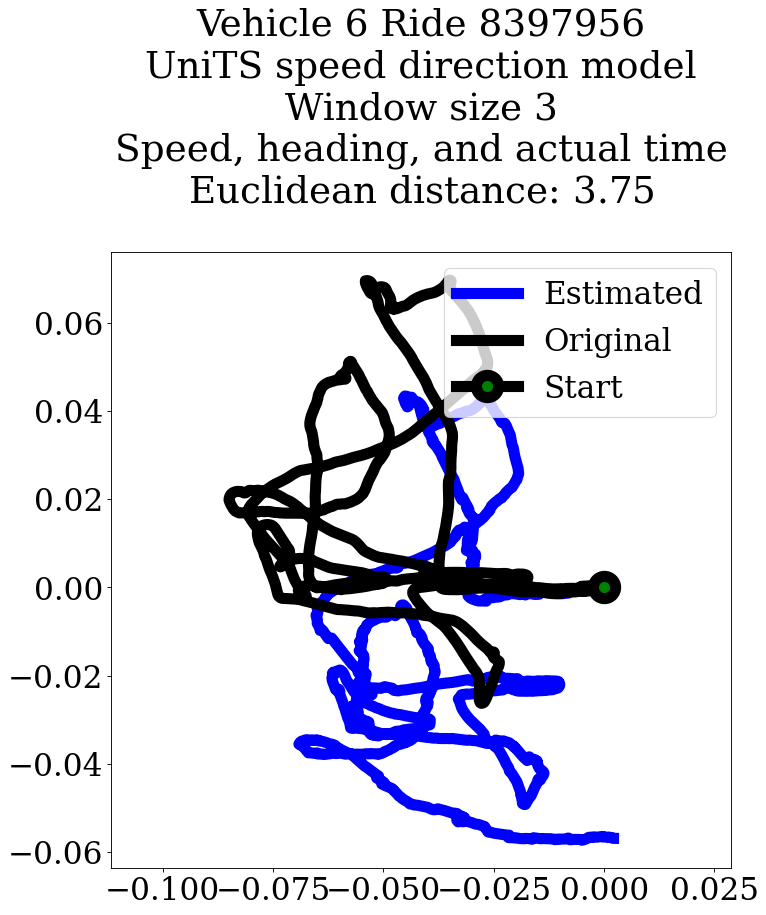 Vehicle 6 Ride 8397956
UniTS speed direction model
Window size 3
Speed, heading, and actual time
Euclidean distance: 3.75
Estimated
Original
Start
0.06
0.04
0.02
0.00
−0.02
−0.04
−0.06
−0.100 −0.075 −0.050 −0.025 0.000 0.025